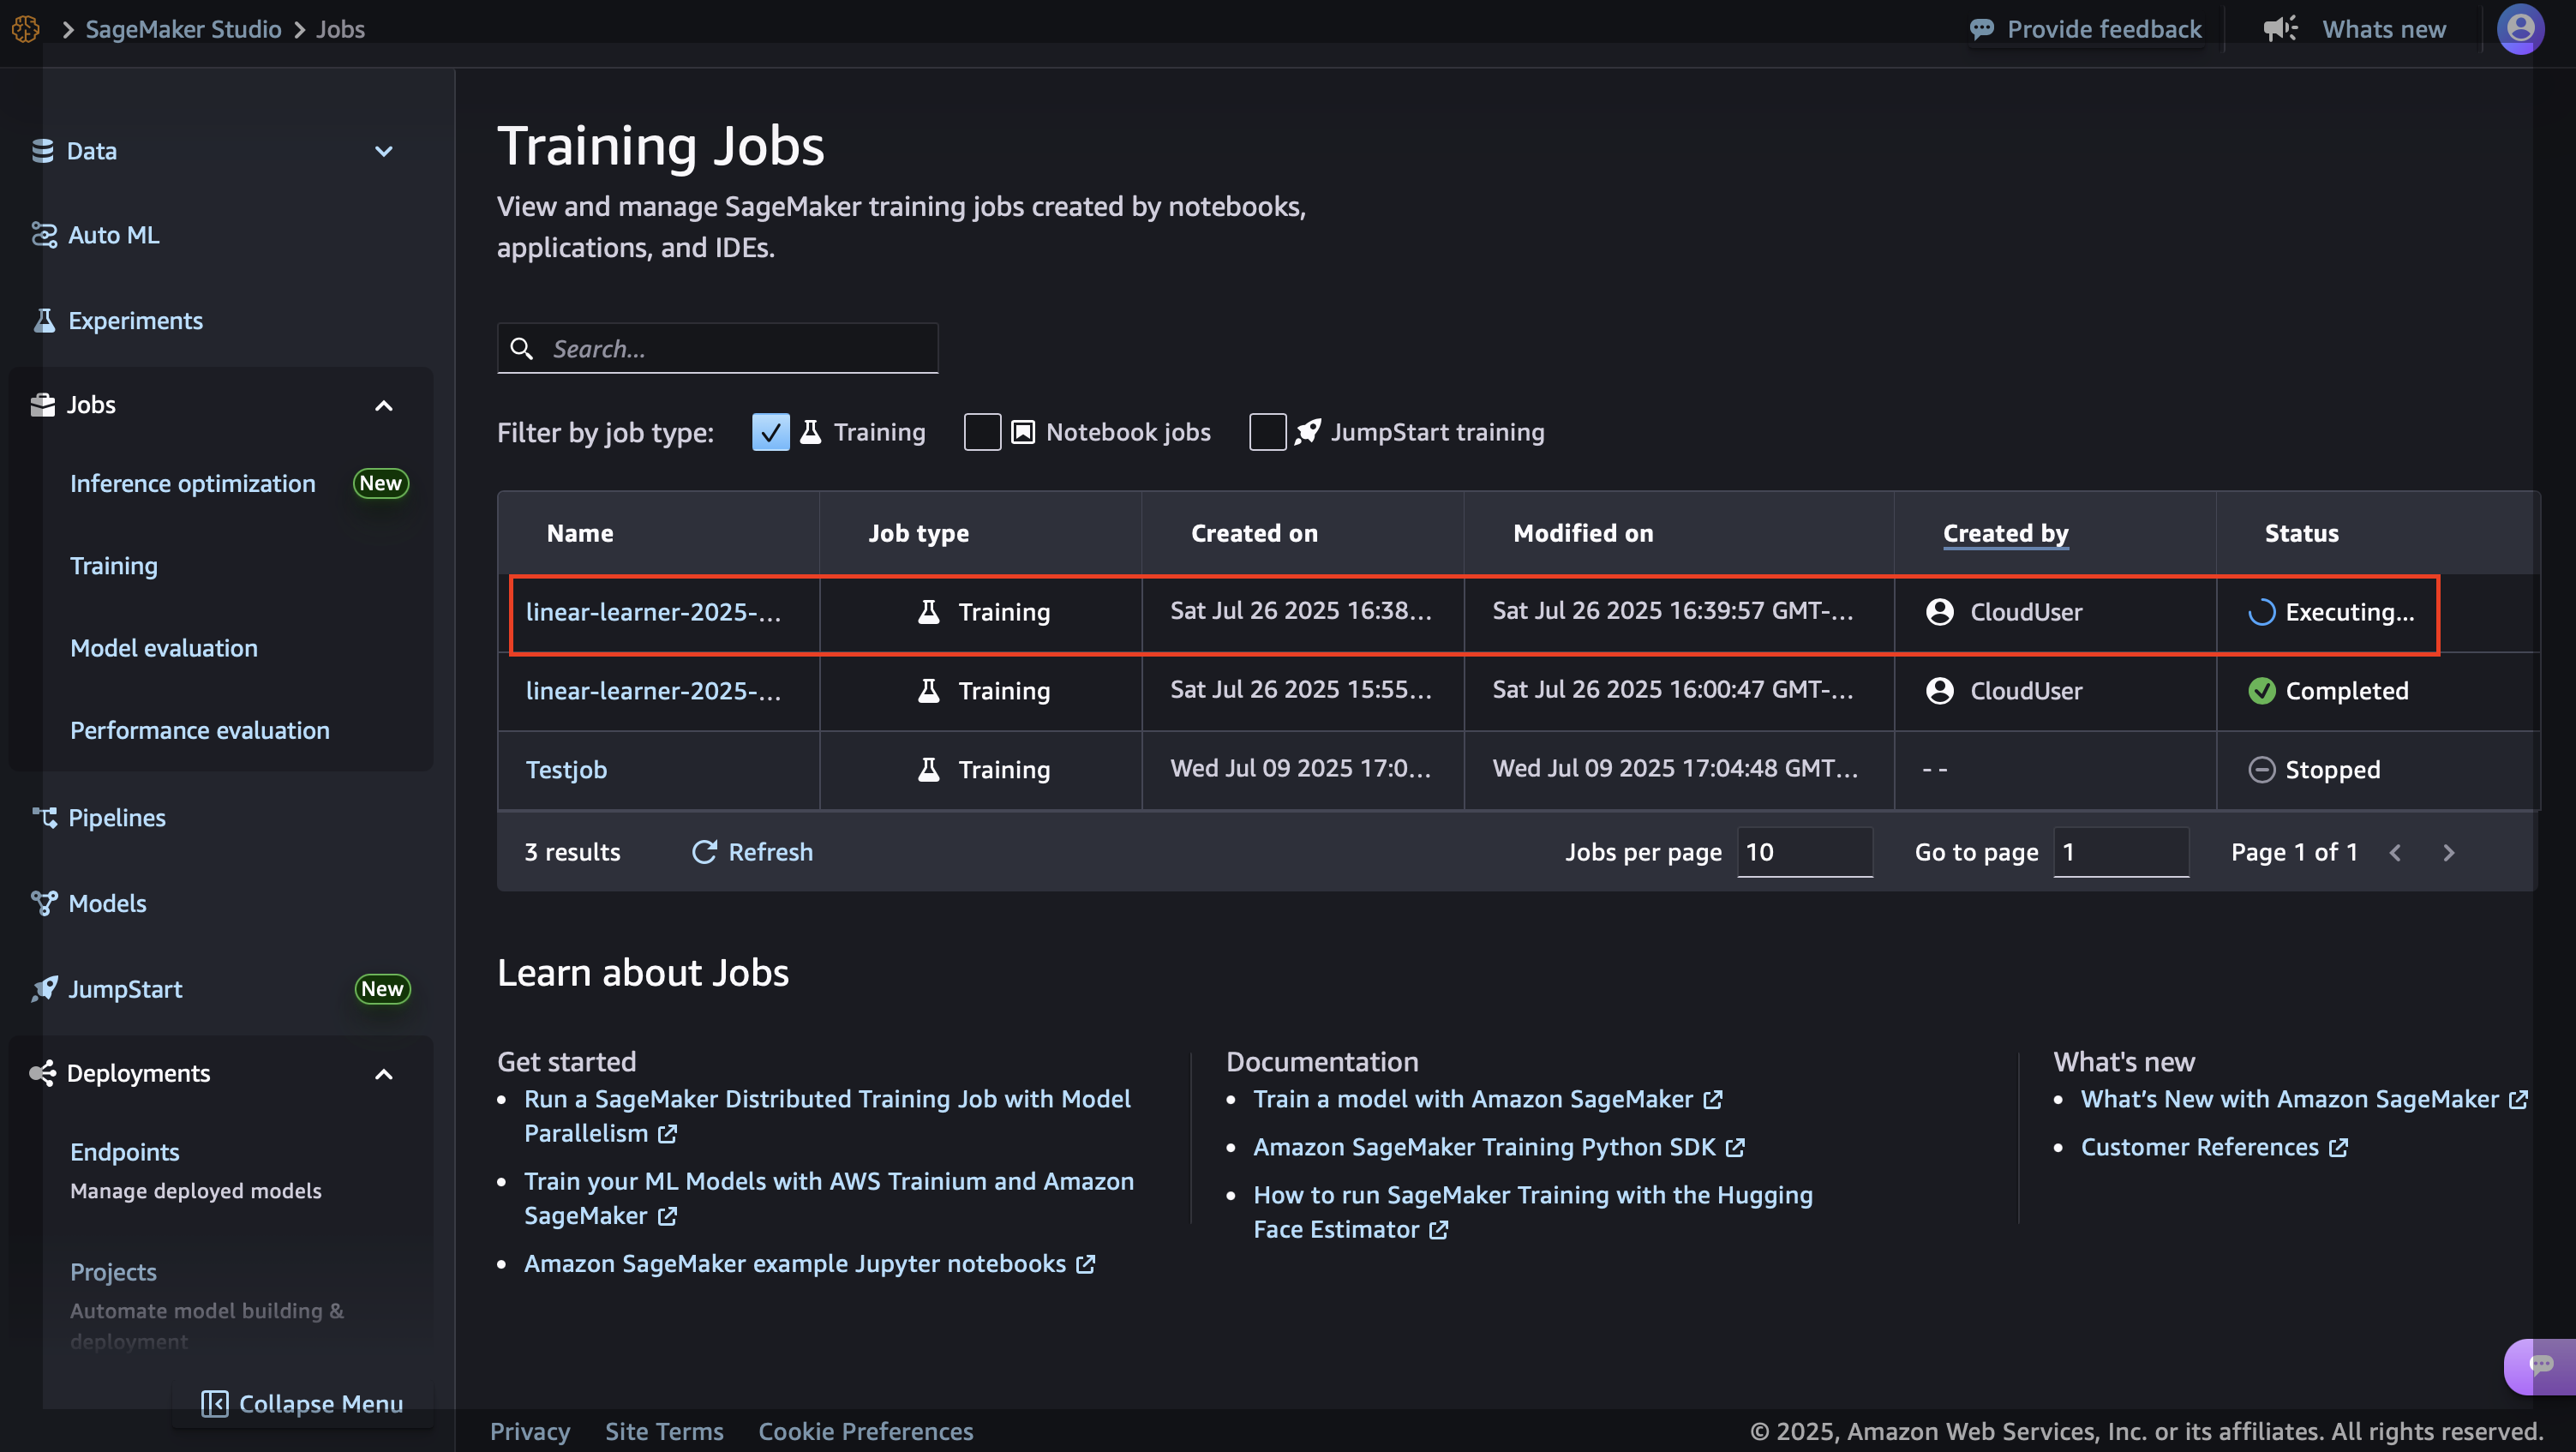 SageMaker Studio > Jobs
Provide feedback
Whats new
Data
Auto ML
Experiments
Jobs
Inference optimization New
Training
Model evaluation
Performance evaluation
Pipelines
Models
JumpStart New
Deployments
Endpoints
Manage deployed models
Projects
Automate model building &
deployment
Collapse Menu
Training Jobs
View and manage SageMaker training jobs created by notebooks,
applications, and IDEs.
Search...
Filter by job type: Training Notebook jobs JumpStart training
Name Job type Created on Modified on Created by Status
linear-learner-2025-... Training Sat Jul 26 2025 16:38... Sat Jul 26 2025 16:39:57 GMT-... CloudUser Executing...
linear-learner-2025-... Training Sat Jul 26 2025 15:55... Sat Jul 26 2025 16:00:47 GMT-... CloudUser Completed
Testjob Training Wed Jul 09 2025 17:0... Wed Jul 09 2025 17:04:48 GMT... - - Stopped
3 results Refresh Jobs per page 10 Go to page 1 Page 1 of 1
Learn about Jobs
Get started
Run a SageMaker Distributed Training Job with Model
Parallelism
Train your ML Models with AWS Trainium and Amazon
SageMaker
Amazon SageMaker example Jupyter notebooks
Documentation
Train a model with Amazon SageMaker
Amazon SageMaker Training Python SDK
How to run SageMaker Training with the Hugging
Face Estimator
What's new
What’s New with Amazon SageMaker
Customer References
Privacy Site Terms Cookie Preferences
© 2025, Amazon Web Services, Inc. or its affiliates. All rights reserved.